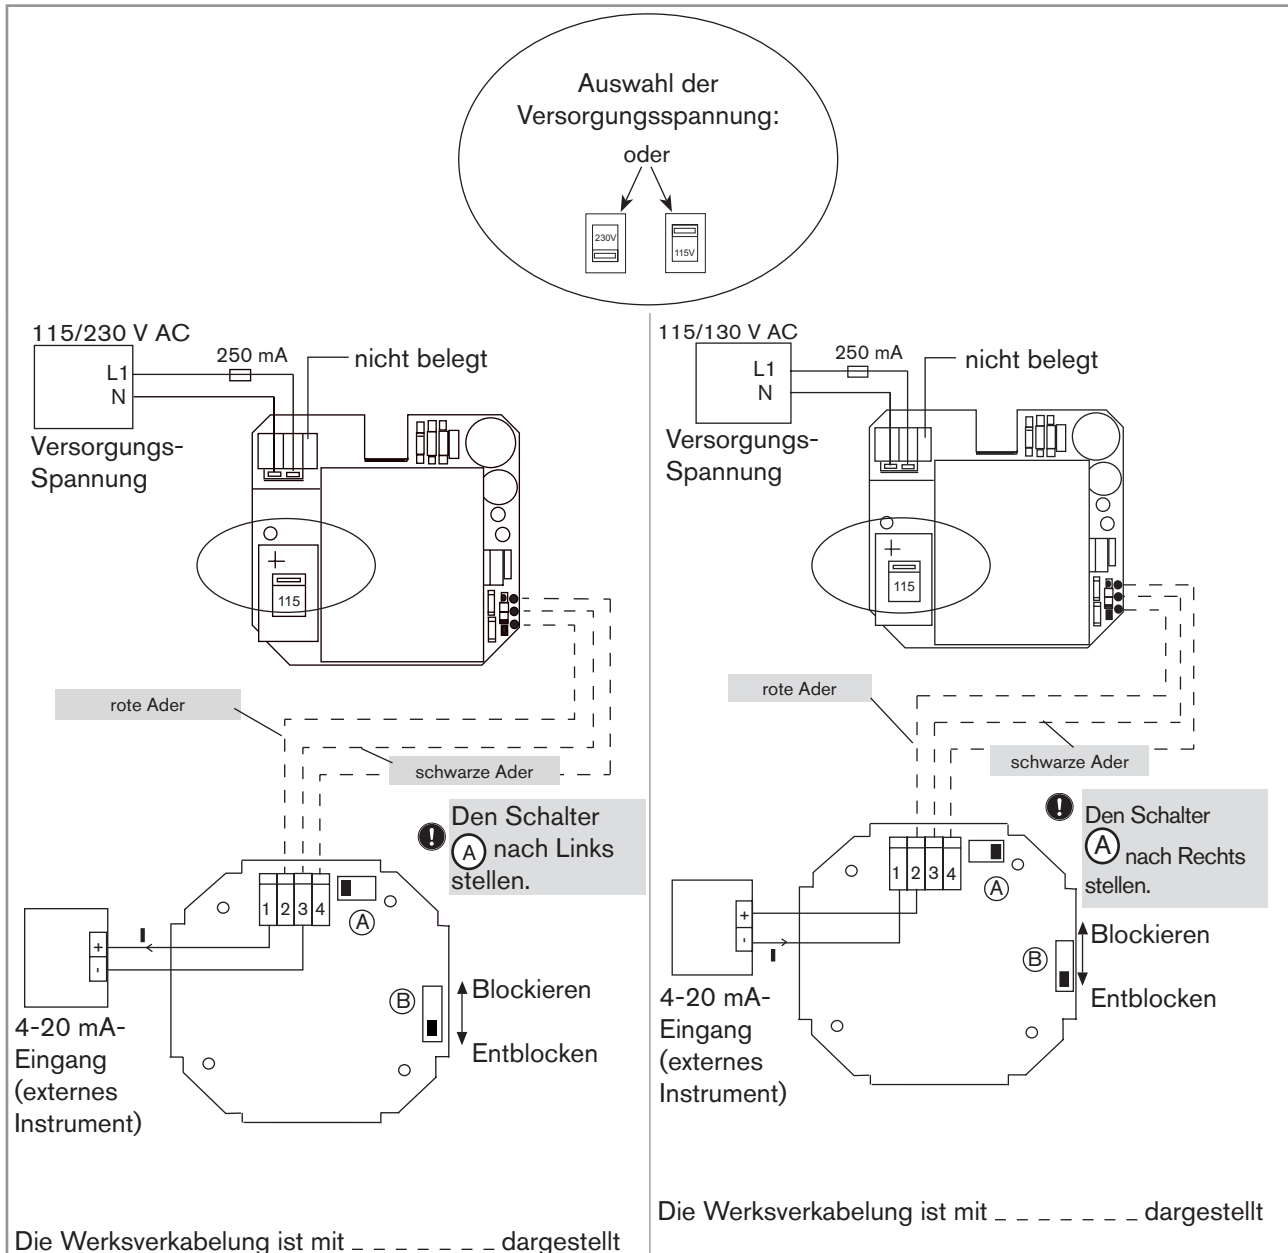 Auswahl der
Versorgungsspannung:
oder
230V
115V
115/230 V AC
L1
N
250 mA
nicht belegt
Versorgungs-
Spannung
+
115
rote Ader
schwarze Ader
! Den Schalter
A nach Links
stellen.
1 2 3 4
A
+
-
I
B
Blockieren
Entblocken
4-20 mA-
Eingang
(externes
Instrument)
Die Werksverkabelung ist mit _ _ _ _ _ _ _ dargestellt
115/130 V AC
L1
N
250 mA
nicht belegt
Versorgungs-
Spannung
+
115
rote Ader
schwarze Ader
! Den Schalter
A nach Rechts
stellen.
1 2 3 4
A
+
-
I
B
Blockieren
Entblocken
4-20 mA-
Eingang
(externes
Instrument)
Die Werksverkabelung ist mit _ _ _ _ _ _ _ dargestellt